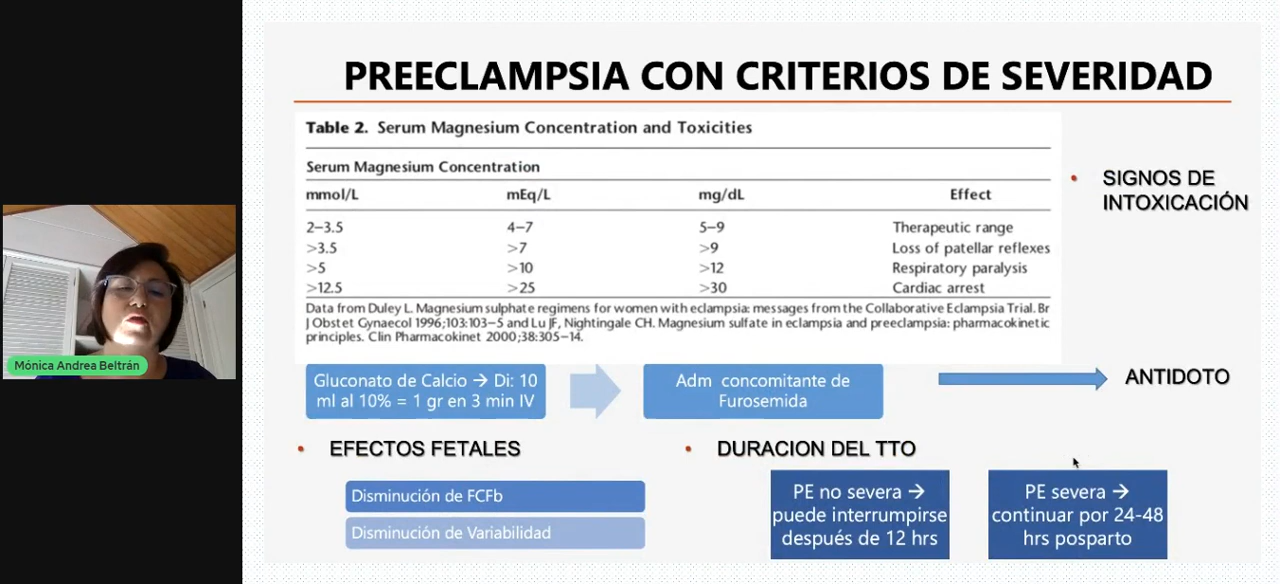 PREECLAMPSIA CON CRITERIOS DE SEVERIDAD
Table 2. Serum Magnesium Concentration and Toxicities
Serum Magnesium Concentration
mmol/L mEq/L mg/dL Effect
2–3.5 4–7 5–9 Therapeutic range
>3.5 >7 >9 Loss of patellar reflexes
>5 >10 >12 Respiratory paralysis
>12.5 >25 >30 Cardiac arrest
Data from Duley L. Magnesium sulphate regimens for women with eclampsia: messages from the Collaborative Eclampsia Trial. Br
J Obstet Gynaecol 1996;103:103–5 and Lu JF, Nightingale CH. Magnesium sulfate in eclampsia and preeclampsia: pharmacokinetic
principles. Clin Pharmacokinet 2000;38:305–14.
• SIGNOS DE
INTOXICACIÓN
Mónica Andrea Beltrán
Gluconato de Calcio → Di: 10
ml al 10% = 1 gr en 3 min IV
Adm concomitante de
Furosemida
ANTIDOTO
• EFECTOS FETALES
Disminución de FCFb
Disminución de Variabilidad
• DURACION DEL TTO
PE no severa →
puede interrumpirse
después de 12 hrs
PE severa →
continuar por 24-48
hrs posparto